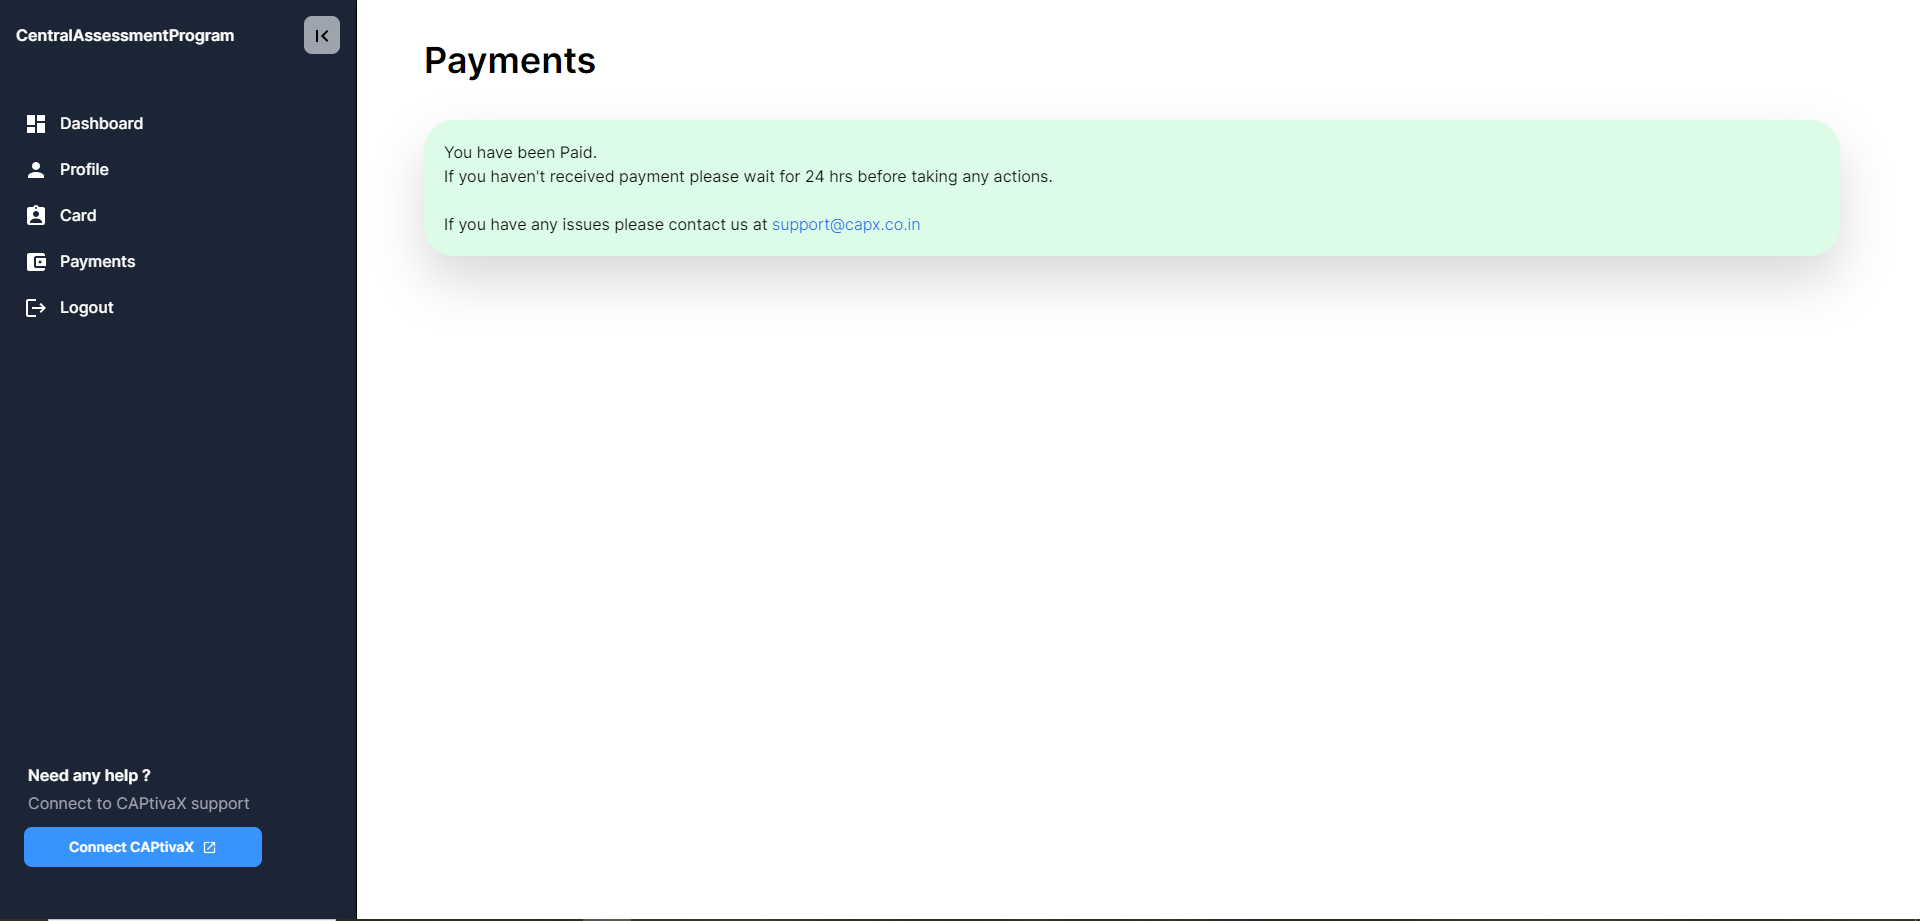 CentralAssessmentProgram
Dashboard
Profile
Card
Payments
Logout
Need any help ?
Connect to CAPtivaX support
Connect CAPtivaX
Payments
You have been Paid.
If you haven't received payment please wait for 24 hrs before taking any actions.
If you have any issues please contact us at support@capx.co.in